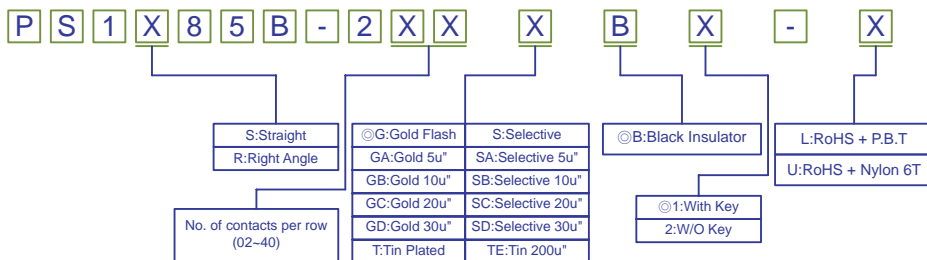 P S 1 X 8 5 B - 2 X X X B X - X
S:Straight
R:Right Angle
No. of contacts per row
(02~40)
◎G:Gold Flash S:Selective
GA:Gold 5u" SA:Selective 5u"
GB:Gold 10u" SB:Selective 10u"
GC:Gold 20u" SC:Selective 20u"
GD:Gold 30u" SD:Selective 30u"
T:Tin Plated TE:Tin 200u"
◎B:Black Insulator
◎1:With Key
2:W/O Key
L:RoHS + P.B.T
U:RoHS + Nylon 6T